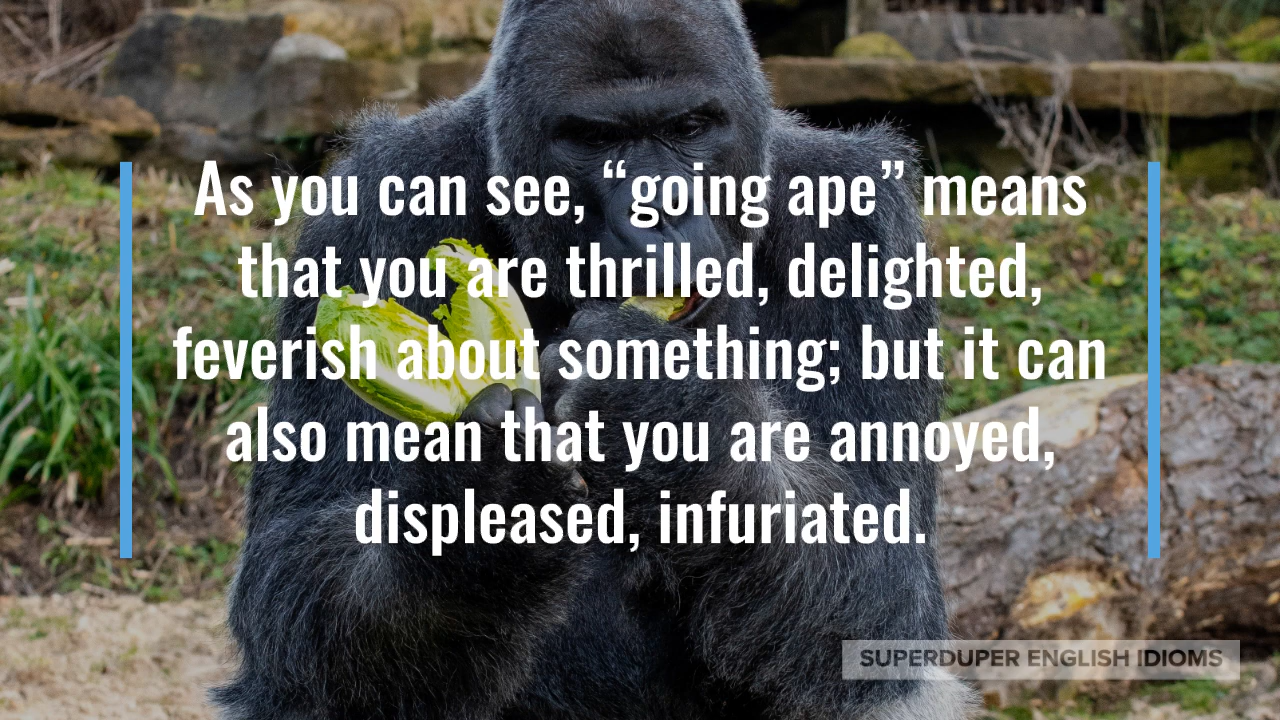 As you can see, “going ape” means
that you are thrilled, delighted,
feverish about something; but it can
also mean that you are annoyed,
displeased, infuriated.
SUPERDUPER ENGLISH IDIOMS